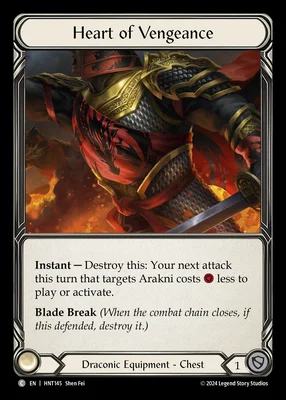 Heart of Vengeance
Instant — Destroy this: Your next attack
this turn that targets Arakni costs less to
play or activate.
Blade Break (When the combat chain closes, if
this defended, destroy it.)
Draconic Equipment - Chest
1
C EN | HNT145 Shen Fei
© 2024 Legend Story Studios